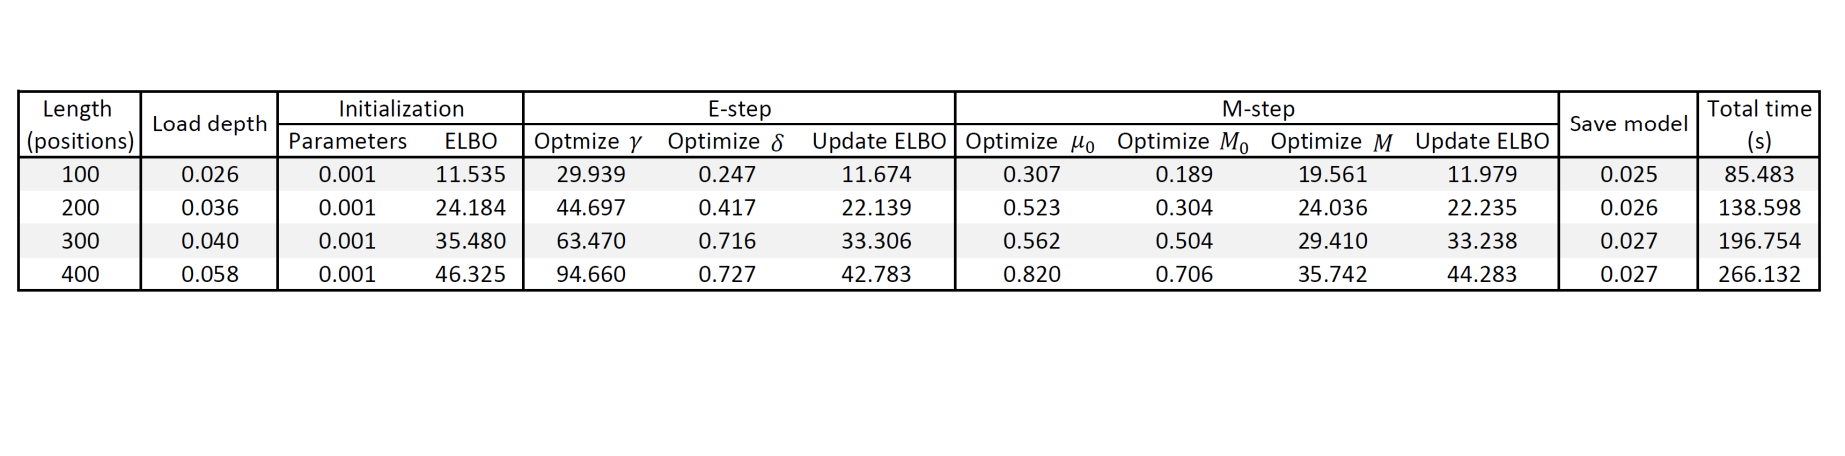 Length Initialization E-step M-step Total time
Load depth Save model
(positions) Parameters ELBO Optmize γ Optimize δ Update ELBO Optimize μ₀ Optimize M₀ Optimize M Update ELBO (s)
100 0.026 0.001 11.535 29.939 0.247 11.674 0.307 0.189 19.561 11.979 0.025 85.483
200 0.036 0.001 24.184 44.697 0.417 22.139 0.523 0.304 24.036 22.235 0.026 138.598
300 0.040 0.001 35.480 63.470 0.716 33.306 0.562 0.504 29.410 33.238 0.027 196.754
400 0.058 0.001 46.325 94.660 0.727 42.783 0.820 0.706 35.742 44.283 0.027 266.132